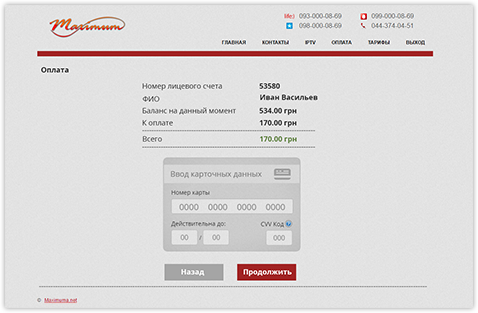 Maximum
life:) 093-000-08-69 099-000-08-69
098-000-08-69 044-374-04-51
ГЛАВНАЯ КОНТАКТЫ IPTV ОПЛАТА ТАРИФЫ ВЫХОД
Оплата
Номер лицевого счета 53580
ФИО Иван Васильев
Баланс на данный момент 534.00 грн
К оплате 170.00 грн
Всего 170.00 грн
Ввод карточных данных
Номер карты
0000 0000 0000 0000
Действительна до: CVV Код ?
00 / 00 000
Назад Продолжить
© Maximuma.net